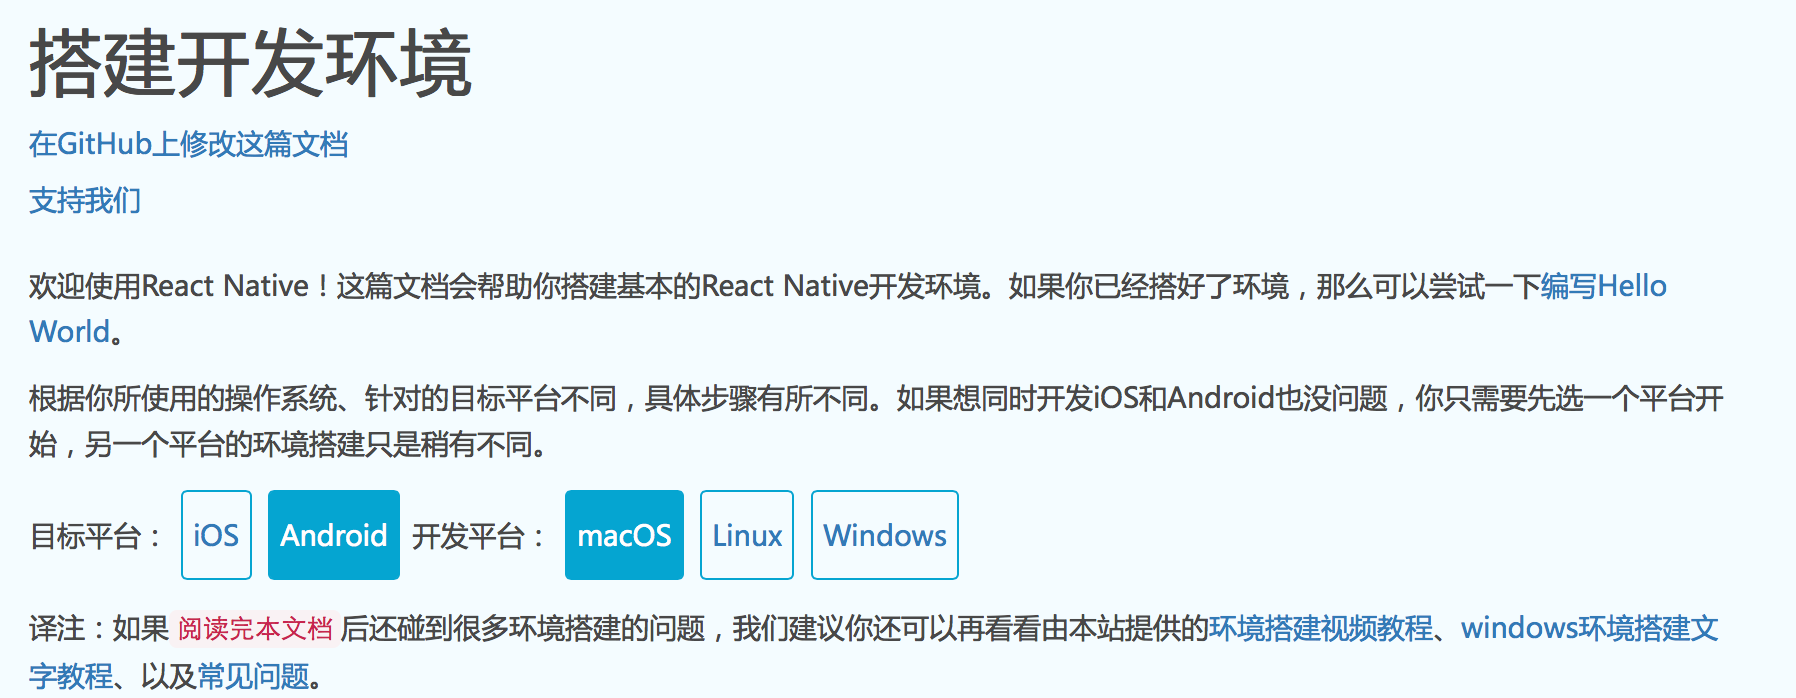 搭建开发环境
在GitHub上修改这篇文档
支持我们
欢迎使用React Native！这篇文档会帮助你搭建基本的React Native开发环境。如果你已经搭好了环境，那么可以尝试一下编写Hello
World。
根据你所使用的操作系统、针对的目标平台不同，具体步骤有所不同。如果想同时开发iOS和Android也没问题，你只需要先选一个平台开
始，另一个平台的环境搭建只是稍有不同。
目标平台： iOS Android 开发平台： macOS Linux Windows
译注：如果 阅读完本文档 后还碰到很多环境搭建的问题，我们建议你还可以再看看由本站提供的环境搭建视频教程、windows环境搭建文
字教程、以及常见问题。